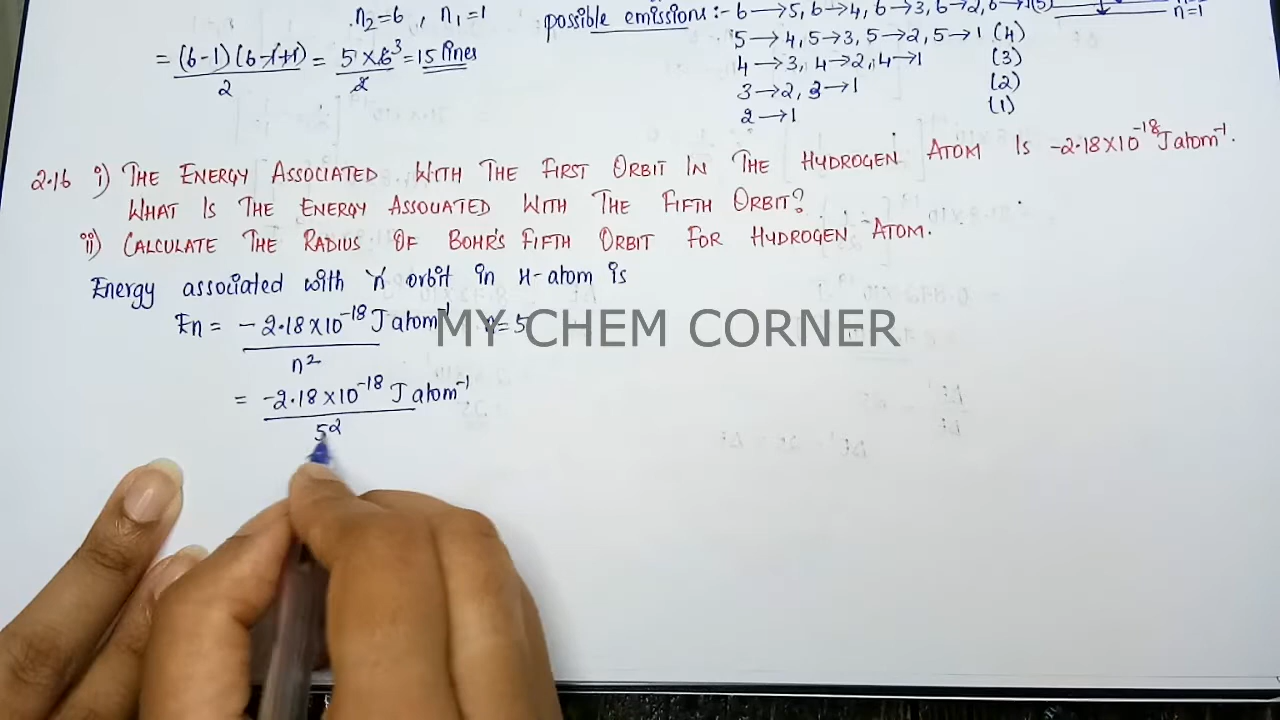 n2=6, n1=1
= (6-1)(6-1+1) / 2 = 5×6³ / 2 = 15 lines
possible emissions:- 6→5, 6→4, 6→3, 6→2, 6→1(5)
n=1
5→4, 5→3, 5→2, 5→1 (4)
4→3, 4→2, 4→1 (3)
3→2, 3→1 (2)
2→1 (1)
2.16 i) THE ENERGY ASSOCIATED WITH THE FIRST ORBIT IN THE HYDROGEN ATOM IS -2.18×10⁻¹⁸ J atom⁻¹.
WHAT IS THE ENERGY ASSOCIATED WITH THE FIFTH ORBIT?
ii) CALCULATE THE RADIUS OF BOHR'S FIFTH ORBIT FOR HYDROGEN ATOM.
Energy associated with 'n' orbit in H-atom is
En = -2.18×10⁻¹⁸ J atom⁻¹ n=5
n²
= -2.18×10⁻¹⁸ J atom⁻¹
5²
MY CHEM CORNER